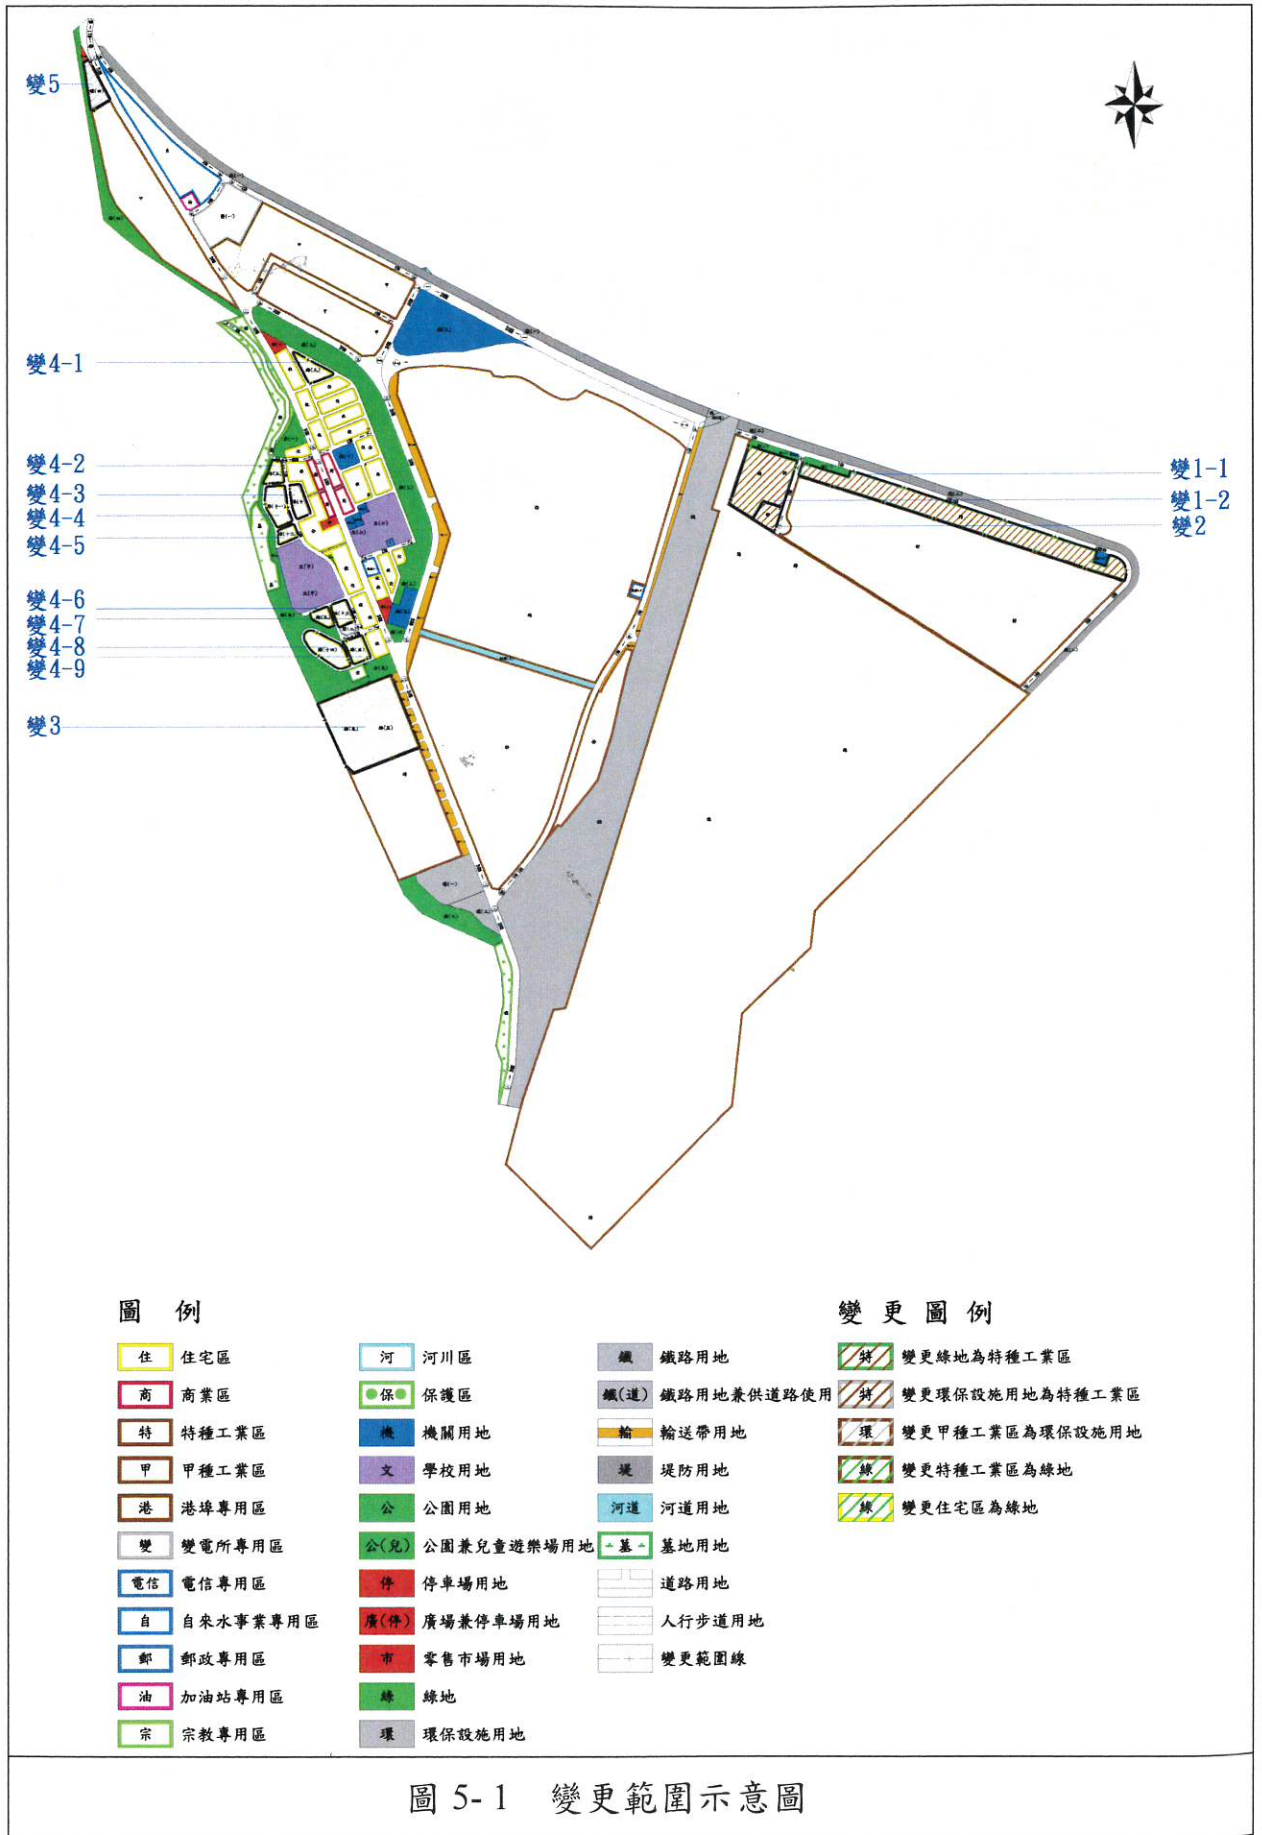 變5
變4-1
變4-2
變4-3
變4-4
變4-5
變4-6
變4-7
變4-8
變4-9
變3
變1-1
變1-2
變2
圖 例
住 住宅區
商 商業區
特 特種工業區
甲 甲種工業區
港 港埠專用區
變 變電所專用區
電信 電信專用區
自 自來水事業專用區
郵 郵政專用區
油 加油站專用區
宗 宗教專用區
河 河川區
保 保護區
機 機關用地
文 學校用地
公 公園用地
公(兒) 公園兼兒童遊樂場用地
停 停車場用地
廣(停) 廣場兼停車場用地
市 零售市場用地
綠 綠地
環 環保設施用地
鐵 鐵路用地
鐵(道) 鐵路用地兼供道路使用
輸 輸送帶用地
堤 堤防用地
河道 河道用地
墓 墓地用地
道路用地
人行步道用地
變更範圍線
變 更 圖 例
特 變更綠地為特種工業區
特 變更環保設施用地為特種工業區
環 變更甲種工業區為環保設施用地
綠 變更特種工業區為綠地
綠 變更住宅區為綠地
圖 5-1 變更範圍示意圖